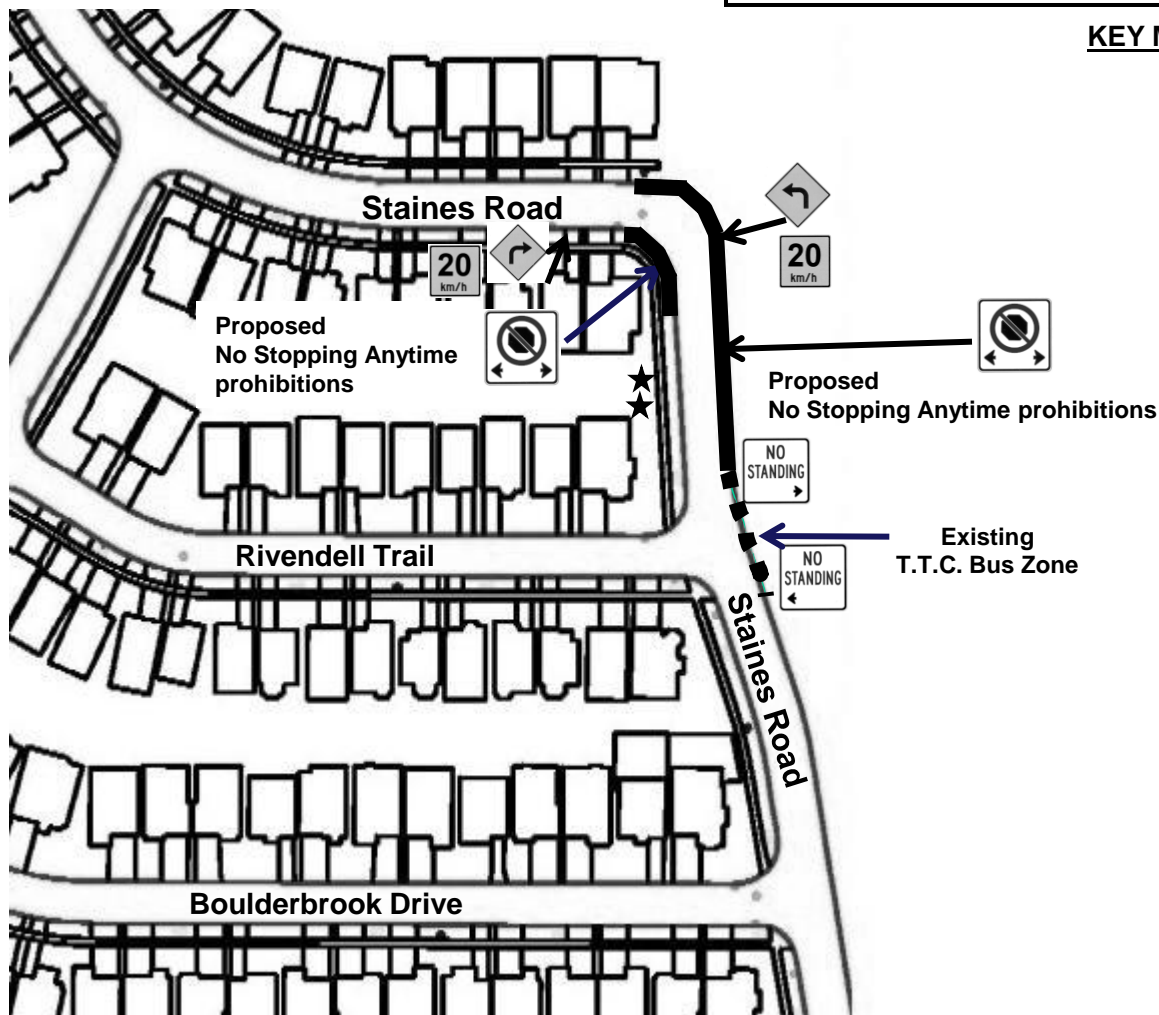 KEY M
Staines Road
20
km/h
20
km/h
Proposed
No Stopping Anytime
prohibitions
Proposed
No Stopping Anytime prohibitions
NO
STANDING
Existing
T.T.C. Bus Zone
NO
STANDING
Rivendell Trail
Staines Road
Boulderbrook Drive